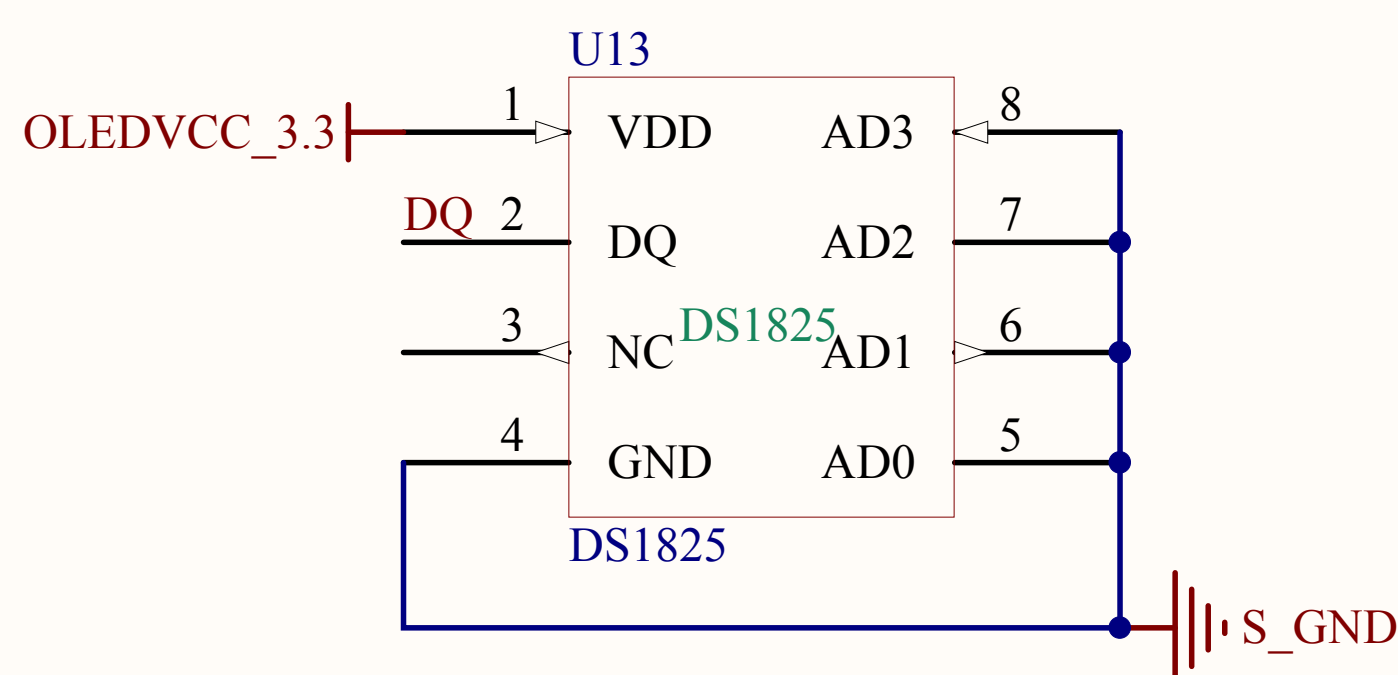 U13
OLEDVCC_3.3 1 VDD AD3 8
DQ 2 DQ AD2 7
3 NC DS1825 AD1 6
4 GND AD0 5
DS1825
S_GND